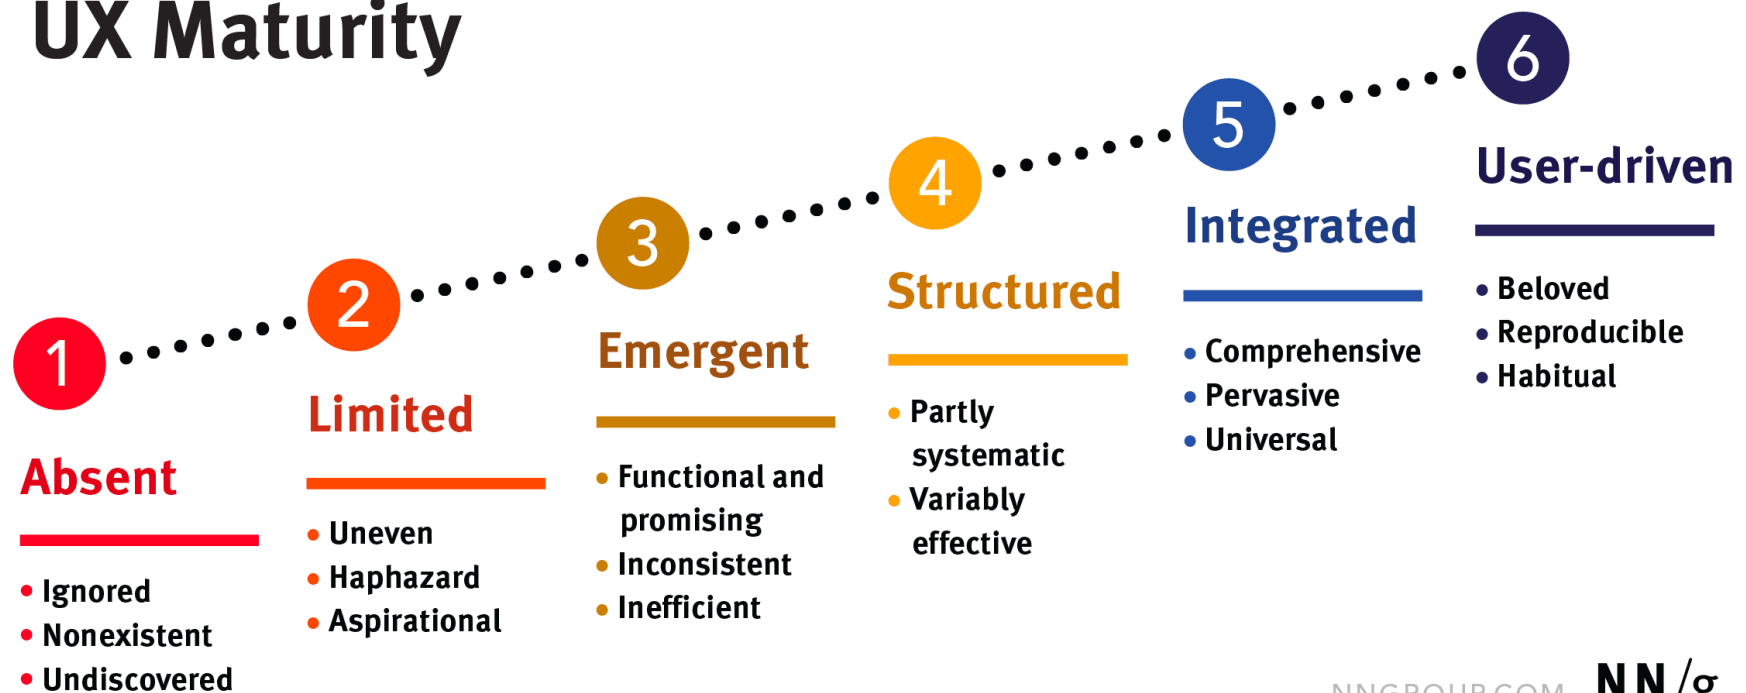 UX Maturity
1
Absent
• Ignored
• Nonexistent
• Undiscovered
2
Limited
• Uneven
• Haphazard
• Aspirational
3
Emergent
• Functional and
promising
• Inconsistent
• Inefficient
4
Structured
• Partly
systematic
• Variably
effective
5
Integrated
• Comprehensive
• Pervasive
• Universal
6
User-driven
• Beloved
• Reproducible
• Habitual
NNGROUP.COM
NN/g